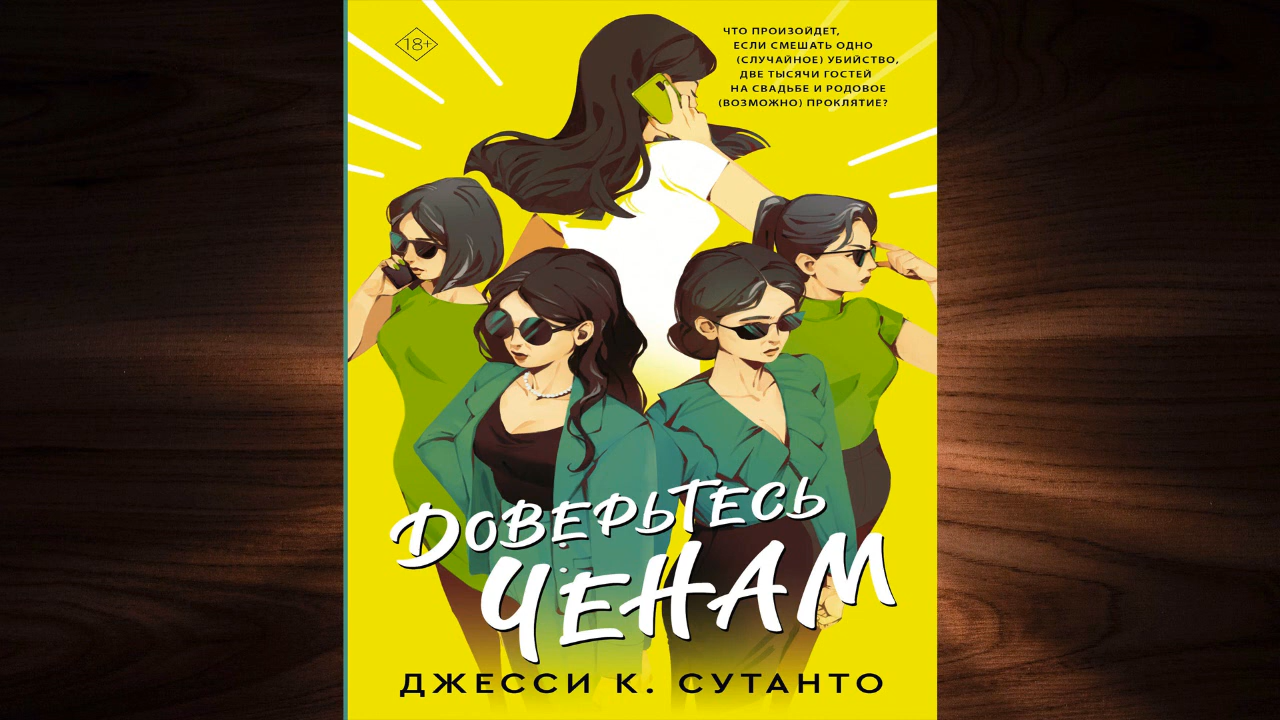 18+
ЧТО ПРОИЗОЙДЕТ,
ЕСЛИ СМЕШАТЬ ОДНО
(СЛУЧАЙНОЕ) УБИЙСТВО,
ДВЕ ТЫСЯЧИ ГОСТЕЙ
НА СВАДЬБЕ И РОДОВОЕ
(ВОЗМОЖНО) ПРОКЛЯТИЕ?
ДОВЕРЬТЕСЬ
ЧЕНАМ
ДЖЕССИ К. СУТАНТО